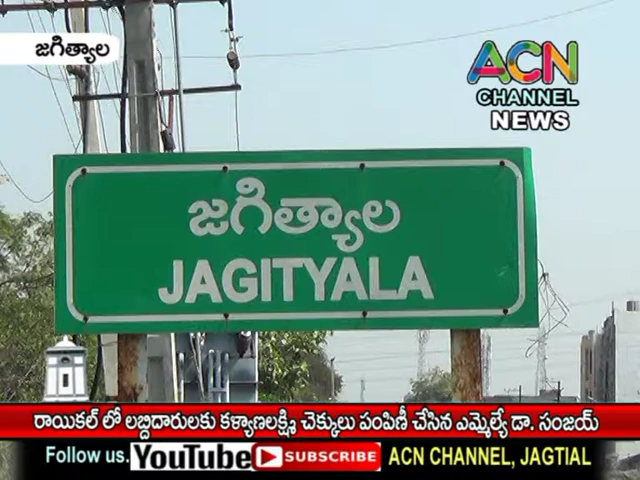 జగిత్యాల
ACN
CHANNEL
NEWS
జగిత్యాల
JAGITYALA
రాయికల్ లో లబ్దిదారులకు కళ్యాణలక్ష్మి చెక్కులు పంపిణీ చేసిన ఎమ్మెల్యే డా. సంజయ్
Follow us. YouTube SUBSCRIBE ACN CHANNEL, JAGTIAL